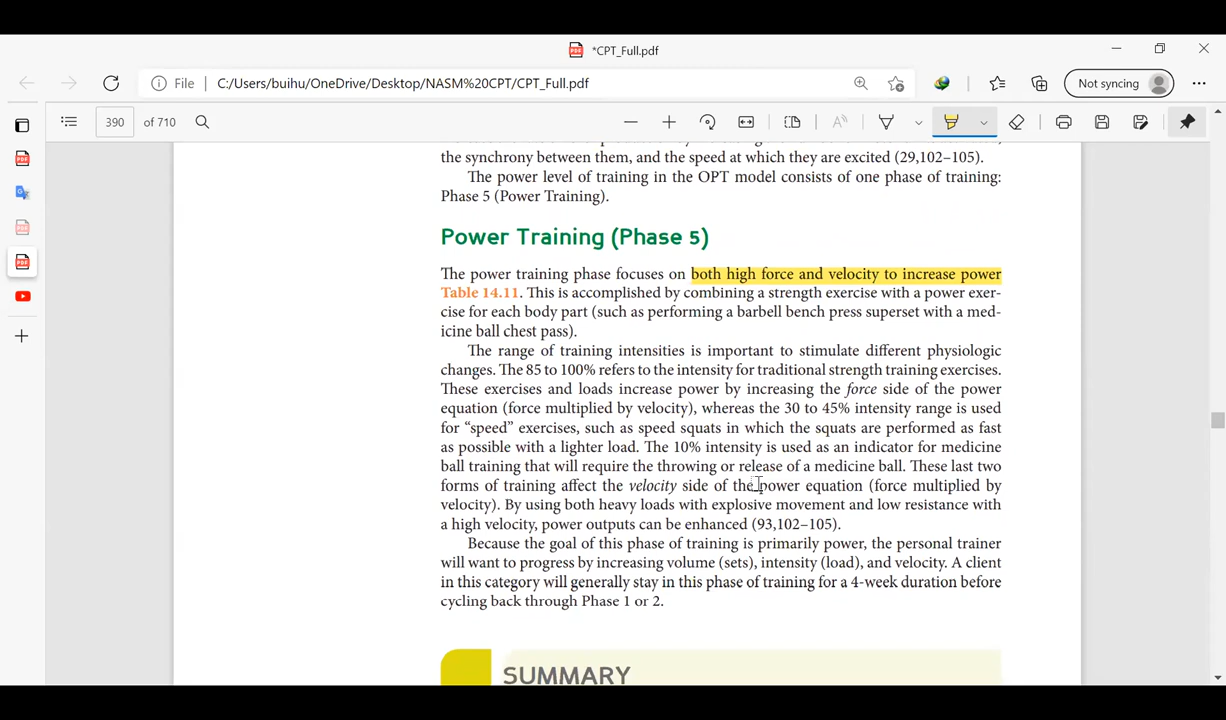 *CPT_Full.pdf
File
C:/Users/buihu/OneDrive/Desktop/NASM%20CPT/CPT_Full.pdf
Not syncing
390 of 710
the synchrony between them, and the speed at which they are excited (29,102–105).
The power level of training in the OPT model consists of one phase of training:
Phase 5 (Power Training).
Power Training (Phase 5)
The power training phase focuses on both high force and velocity to increase power
Table 14.11. This is accomplished by combining a strength exercise with a power exer-
cise for each body part (such as performing a barbell bench press superset with a med-
icine ball chest pass).
The range of training intensities is important to stimulate different physiologic
changes. The 85 to 100% refers to the intensity for traditional strength training exercises.
These exercises and loads increase power by increasing the force side of the power
equation (force multiplied by velocity), whereas the 30 to 45% intensity range is used
for “speed” exercises, such as speed squats in which the squats are performed as fast
as possible with a lighter load. The 10% intensity is used as an indicator for medicine
ball training that will require the throwing or release of a medicine ball. These last two
forms of training affect the velocity side of the power equation (force multiplied by
velocity). By using both heavy loads with explosive movement and low resistance with
a high velocity, power outputs can be enhanced (93,102–105).
Because the goal of this phase of training is primarily power, the personal trainer
will want to progress by increasing volume (sets), intensity (load), and velocity. A client
in this category will generally stay in this phase of training for a 4-week duration before
cycling back through Phase 1 or 2.
SUMMARY